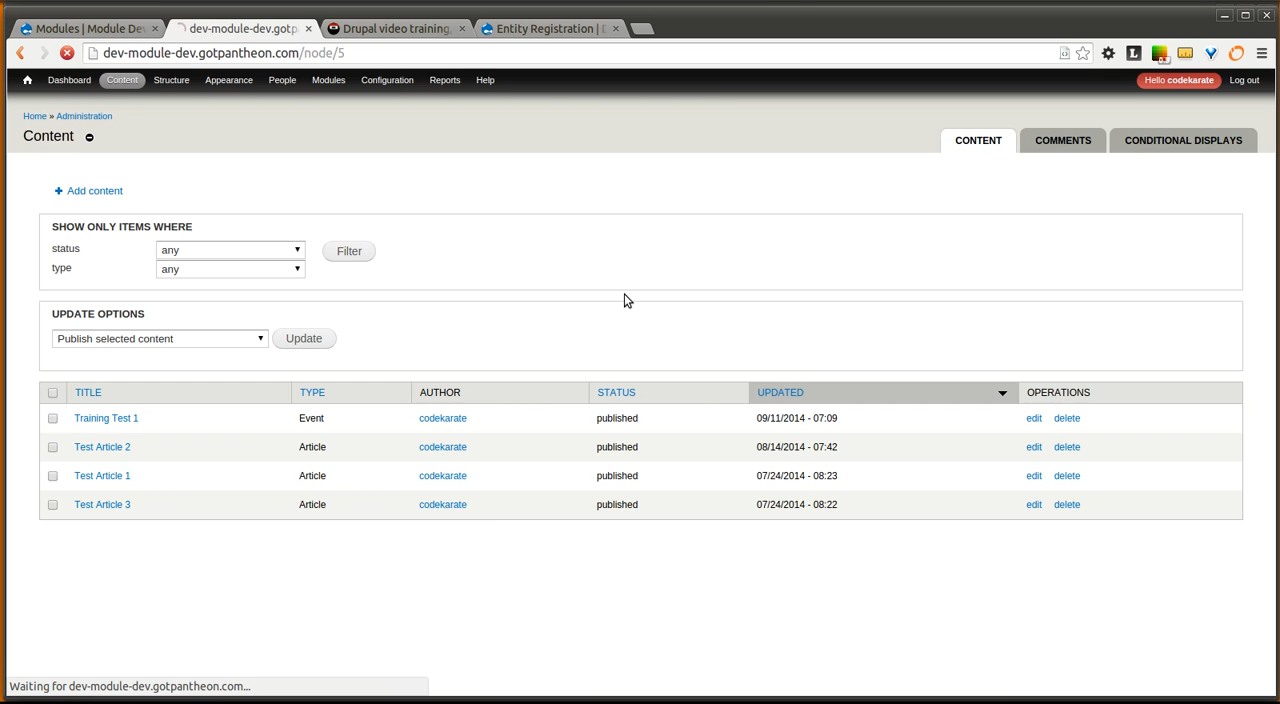 Modules | Module De
dev-module-dev.gotp
Drupal video training,
Entity Registration | D
dev-module-dev.gotpantheon.com/node/5
Dashboard Content Structure Appearance People Modules Configuration Reports Help Hello codekarate Log out
Home » Administration
Content
CONTENT COMMENTS CONDITIONAL DISPLAYS
+ Add content
SHOW ONLY ITEMS WHERE
status any Filter
type any
UPDATE OPTIONS
Publish selected content Update
TITLE TYPE AUTHOR STATUS UPDATED OPERATIONS
Training Test 1 Event codekarate published 09/11/2014 - 07:09 edit delete
Test Article 2 Article codekarate published 08/14/2014 - 07:42 edit delete
Test Article 1 Article codekarate published 07/24/2014 - 08:23 edit delete
Test Article 3 Article codekarate published 07/24/2014 - 08:22 edit delete
Waiting for dev-module-dev.gotpantheon.com...